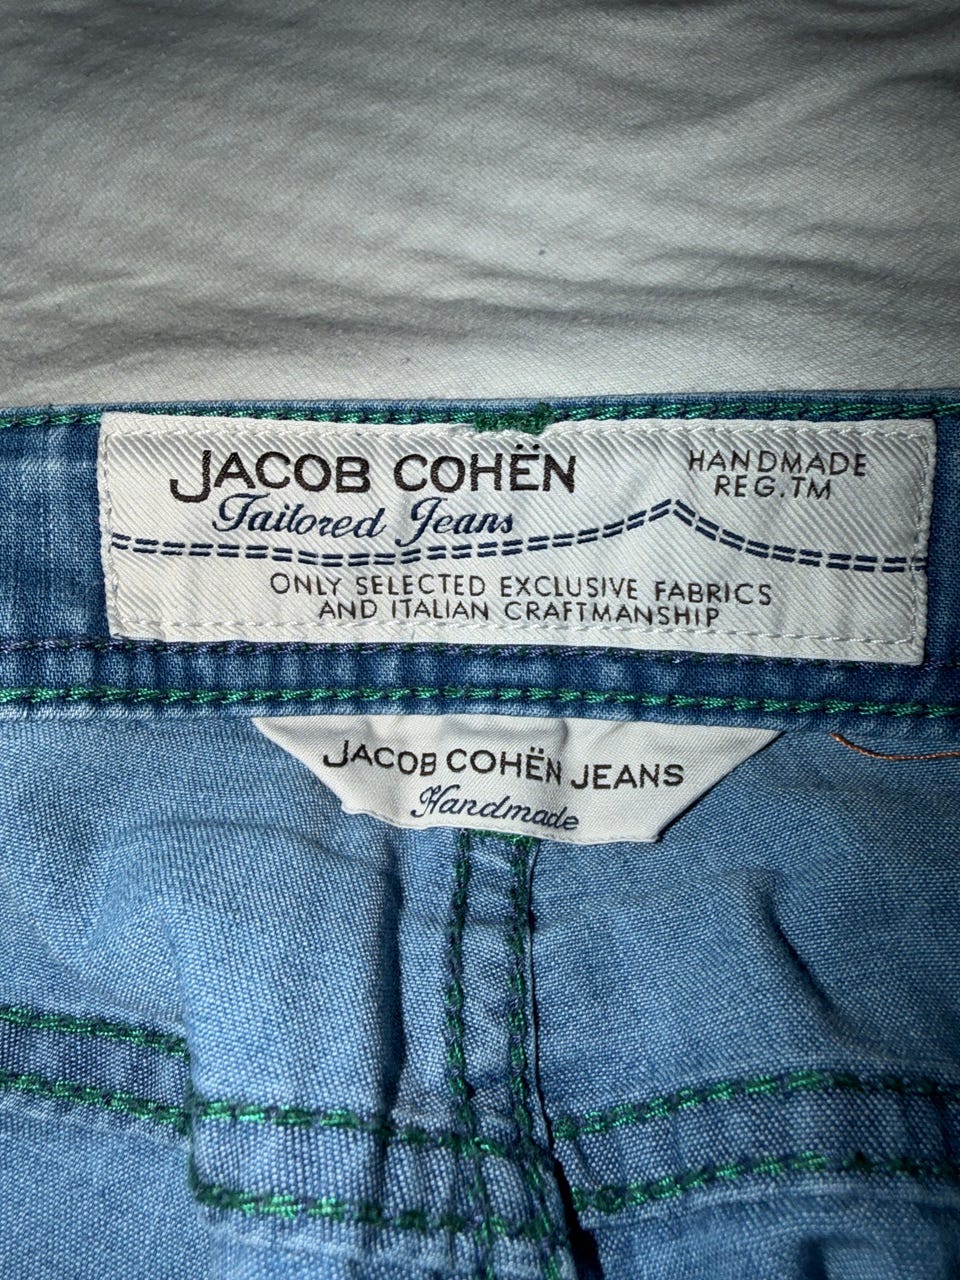 JACOB COHËN
Tailored Jeans
HANDMADE
REG.TM
ONLY SELECTED EXCLUSIVE FABRICS
AND ITALIAN CRAFTMANSHIP
JACOB COHËN JEANS
Handmade